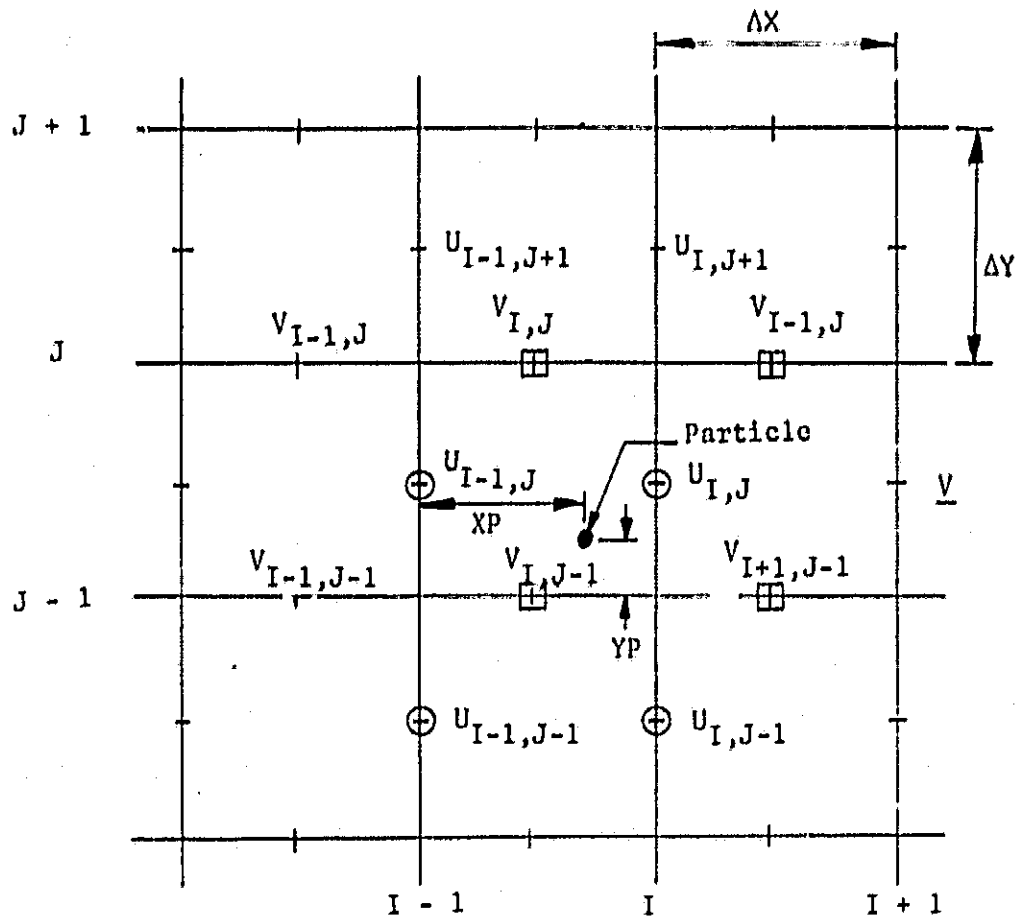 ΔX
J + 1
U_{I-1,J+1} U_{I,J+1}
ΔY
V_{I-1,J} V_{I,J} V_{I-1,J}
J
Particle
U_{I-1,J} U_{I,J}
V
XP
V_{I-1,J-1} V_{I,J-1} V_{I+1,J-1}
J - 1
YP
U_{I-1,J-1} U_{I,J-1}
I - 1 I I + 1